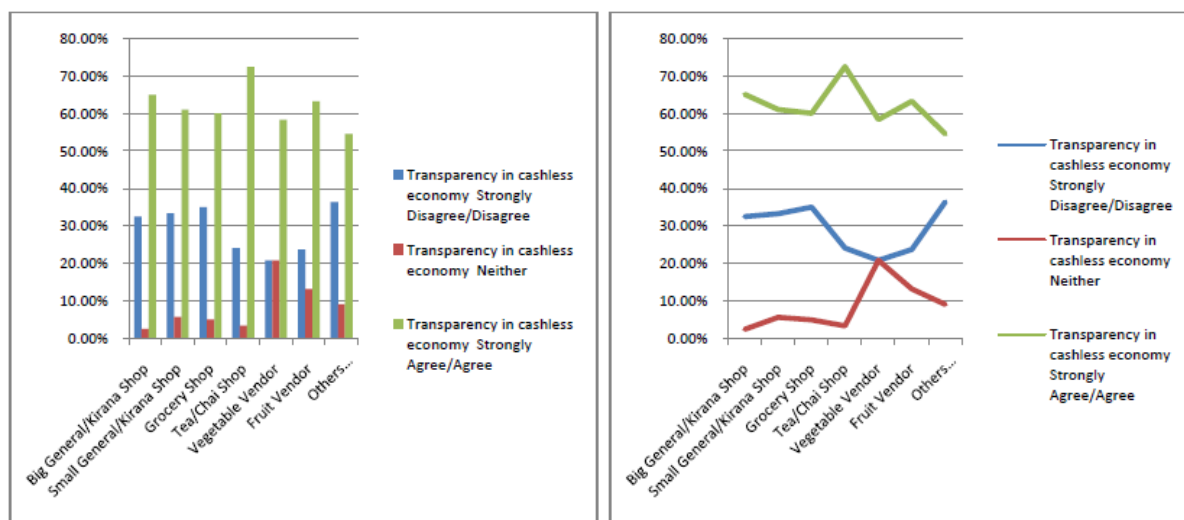 80.00%
70.00%
60.00%
50.00%
40.00%
30.00%
20.00%
10.00%
0.00%
Big General/Kirana Shop
Small General/Kirana Shop
Grocery Shop
Tea/Chai Shop
Vegetable Vendor
Fruit Vendor
Others...
Transparency in cashless
economy Strongly
Disagree/Disagree
Transparency in cashless
economy Neither
Transparency in cashless
economy Strongly
Agree/Agree
80.00%
70.00%
60.00%
50.00%
40.00%
30.00%
20.00%
10.00%
0.00%
Big General/Kirana Shop
Small General/Kirana Shop
Grocery Shop
Tea/Chai Shop
Vegetable Vendor
Fruit Vendor
Others...
Transparency in
cashless economy
Strongly
Disagree/Disagree
Transparency in
cashless economy
Neither
Transparency in
cashless economy
Strongly
Agree/Agree